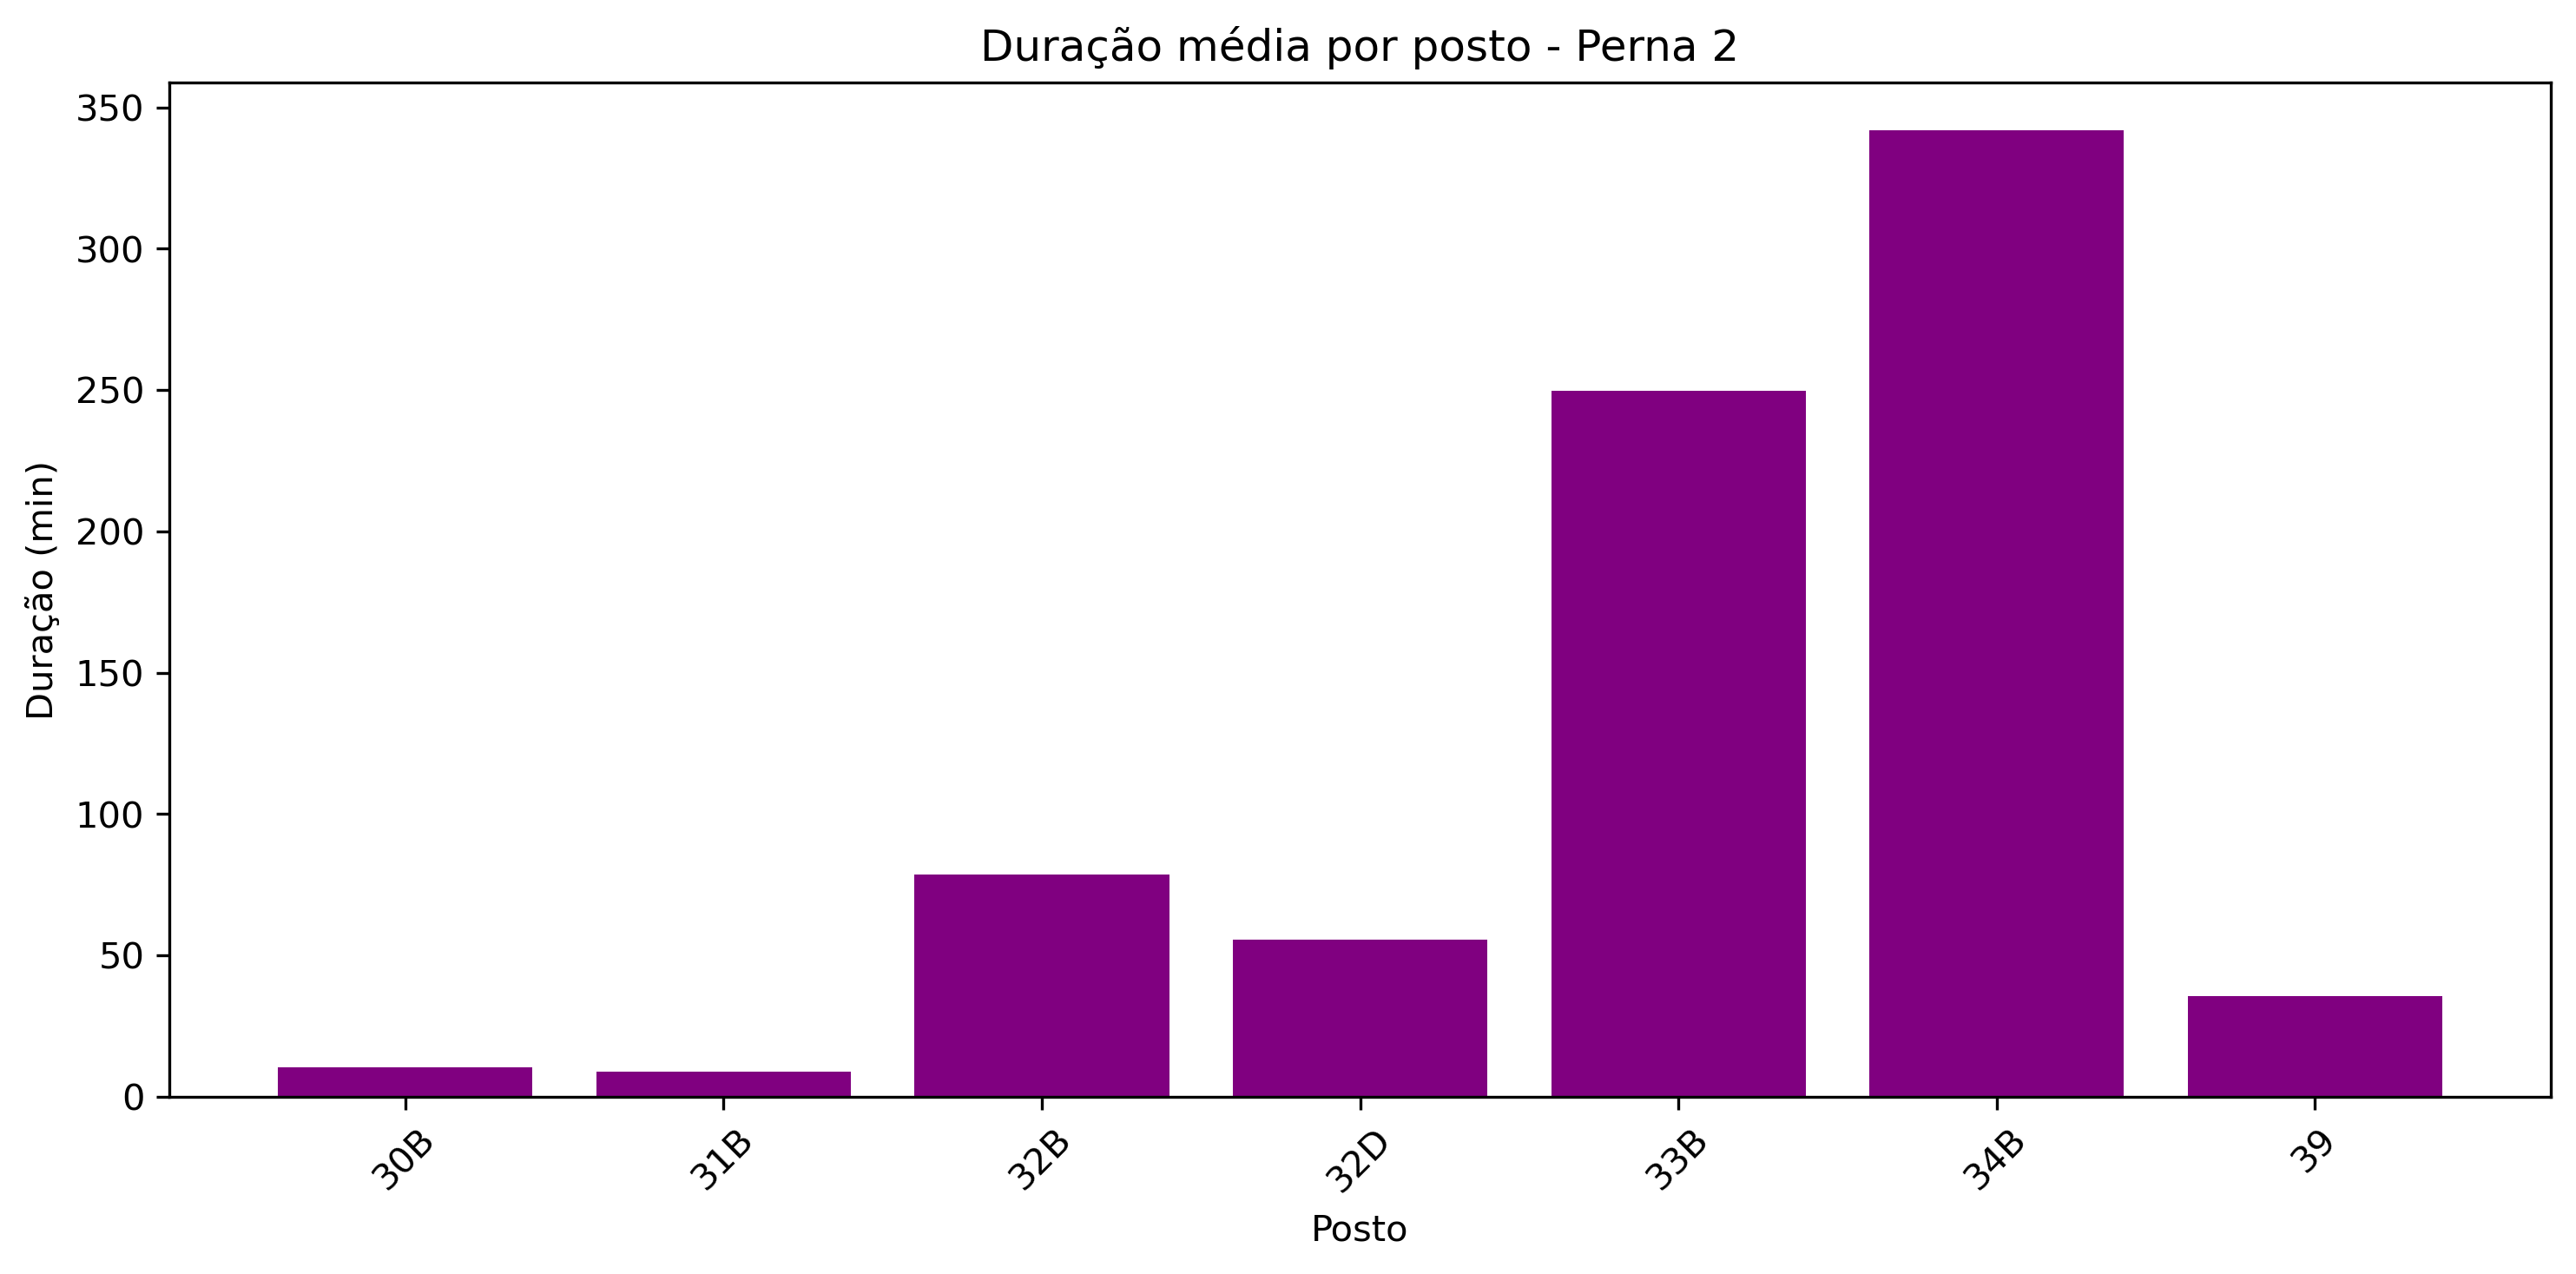 Duração média por posto - Perna 2
Duração (min)
350
300
250
200
150
100
50
0
30B
31B
32B
32D
33B
34B
39
Posto